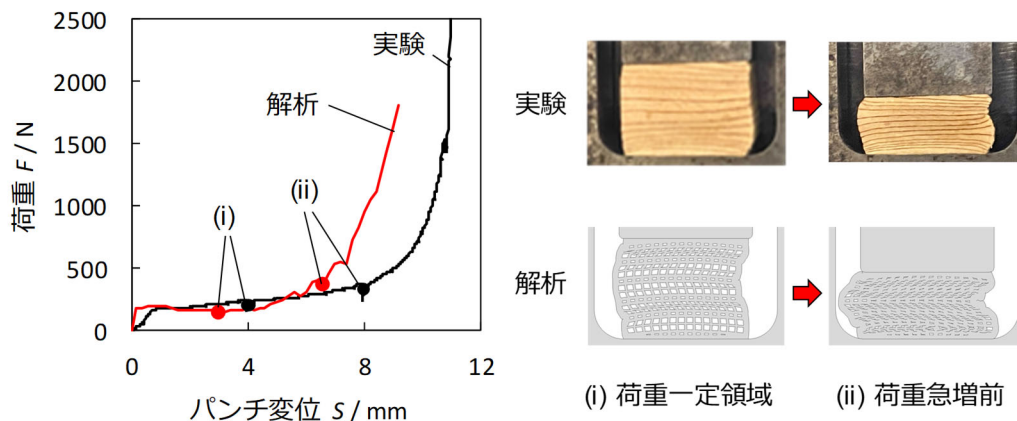 2500
2000
1500
1000
500
0
荷重 F / N
0
4
8
12
パンチ変位 S / mm
実験
解析
(i)
(ii)
実験
解析
(i) 荷重一定領域
(ii) 荷重急増前